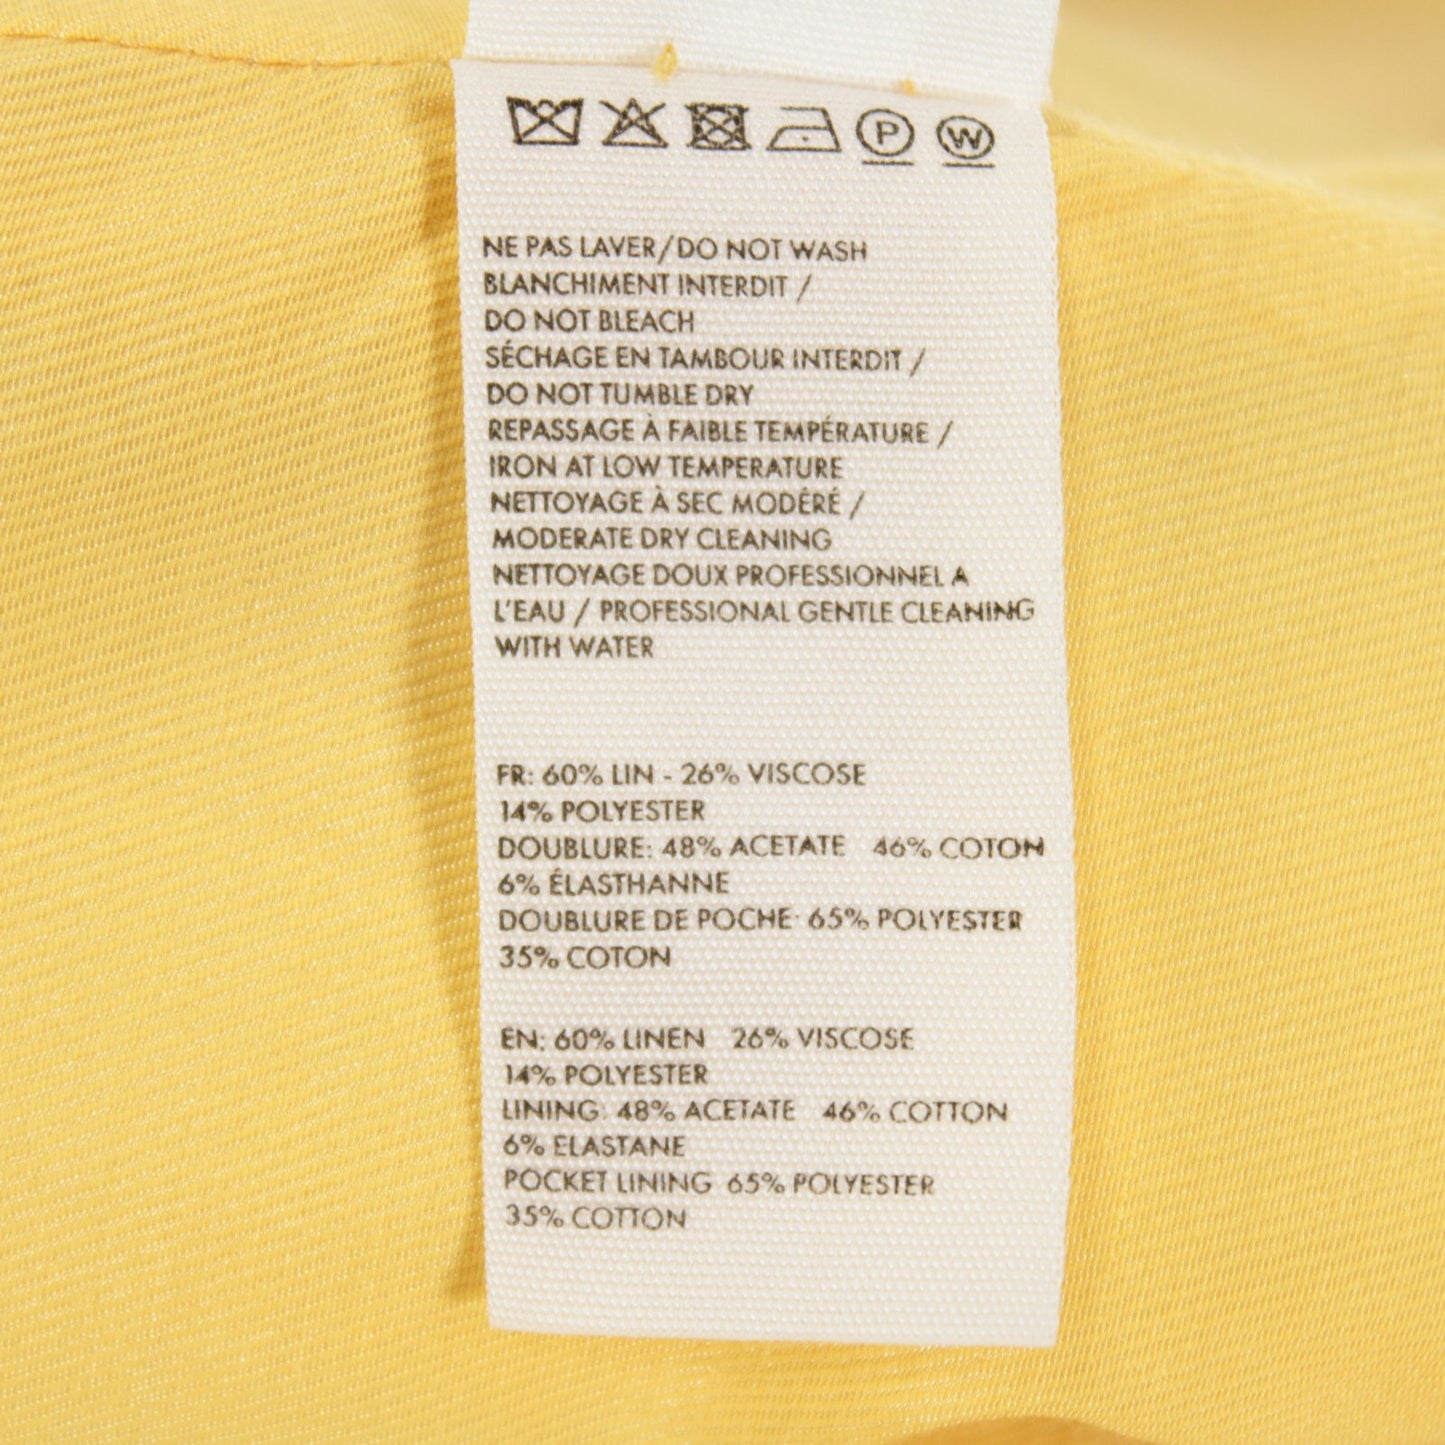 P W
NE PAS LAVER/DO NOT WASH
BLANCHIMENT INTERDIT /
DO NOT BLEACH
SÉCHAGE EN TAMBOUR INTERDIT /
DO NOT TUMBLE DRY
REPASSAGE À FAIBLE TEMPÉRATURE /
IRON AT LOW TEMPERATURE
NETTOYAGE À SEC MODÉRÉ /
MODERATE DRY CLEANING
NETTOYAGE DOUX PROFESSIONNEL A
L'EAU / PROFESSIONAL GENTLE CLEANING
WITH WATER
FR: 60% LIN - 26% VISCOSE
14% POLYESTER
DOUBLURE: 48% ACETATE 46% COTON
6% ÉLASTHANNE
DOUBLURE DE POCHE: 65% POLYESTER
35% COTON
EN: 60% LINEN 26% VISCOSE
14% POLYESTER
LINING: 48% ACETATE 46% COTTON
6% ELASTANE
POCKET LINING 65% POLYESTER
35% COTTON